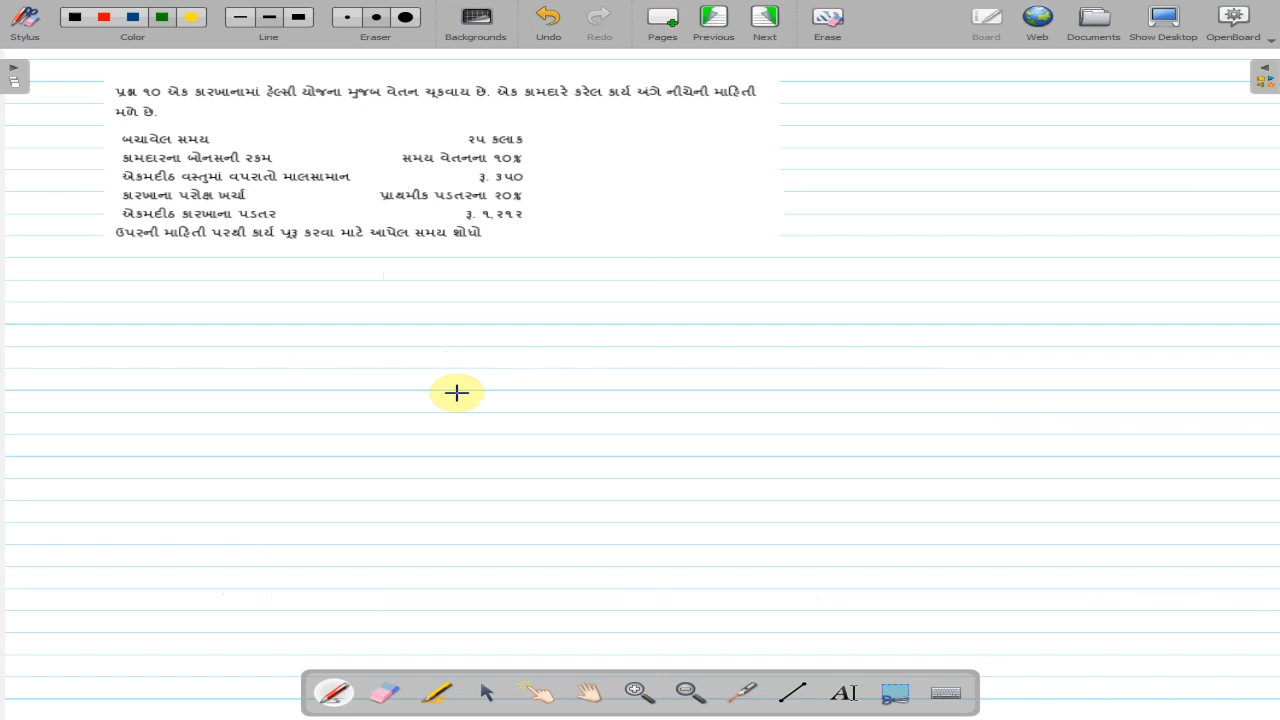 Stylus Color Line Eraser Backgrounds Undo Redo Pages Previous Next Erase Board Web Documents Show Desktop OpenBoard
પ્રશ્ન ૧૦ એક કારખાનામાં હેલ્સી યોજના મુજબ વેતન ચૂકવાય છે. એક કામદારે કરેલ કાર્ય અંગે નીચેની માહિતી
મળે છે.
બચાવેલ સમય ૨૫ કલાક
કામદારના બોનસની રકમ સમય વેતનના ૧૦%
એકમદીઠ વસ્તુમાં વપરાતો માલસામાન રૂ. ૩૫૦
કારખાના પરોક્ષ ખર્ચા પ્રાથમીક પડતરના ૨૦%
એકમદીઠ કારખાના પડતર રૂ. ૧,૨૧૨
ઉપરની માહિતી પરથી કાર્ય પૂરૂ કરવા માટે આપેલ સમય શોધો